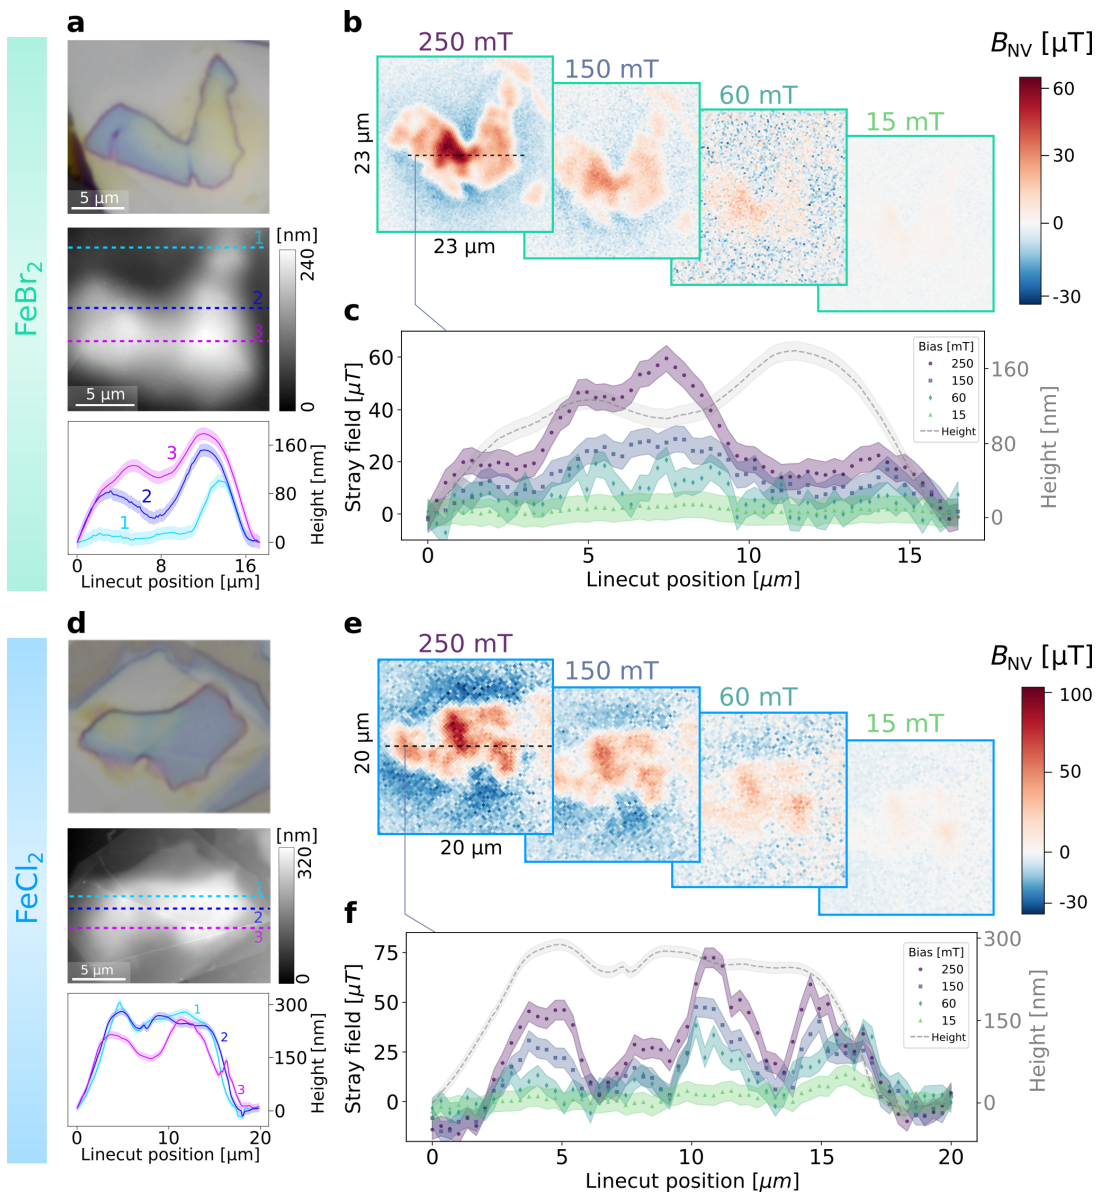 FeBr2
a
5 μm
[nm]
240
0
1
2
3
5 μm
3
2
1
160
80
0
Height [nm]
0
8
16
Linecut position [μm]
b
250 mT
150 mT
60 mT
15 mT
23 μm
23 μm
BNV [μT]
60
30
0
-30
c
Stray field [μT]
60
40
20
0
Bias [mT]
250
150
60
15
Height
160
80
0
Height [nm]
0
5
10
15
Linecut position [μm]
FeCl2
d
[nm]
320
0
1
2
3
5 μm
1
2
3
300
150
0
Height [nm]
0
10
20
Linecut position [μm]
e
250 mT
150 mT
60 mT
15 mT
20 μm
20 μm
BNV [μT]
100
50
0
-30
f
Stray field [μT]
75
50
25
0
Bias [mT]
250
150
60
15
Height
300
150
0
Height [nm]
0
5
10
15
20
Linecut position [μm]